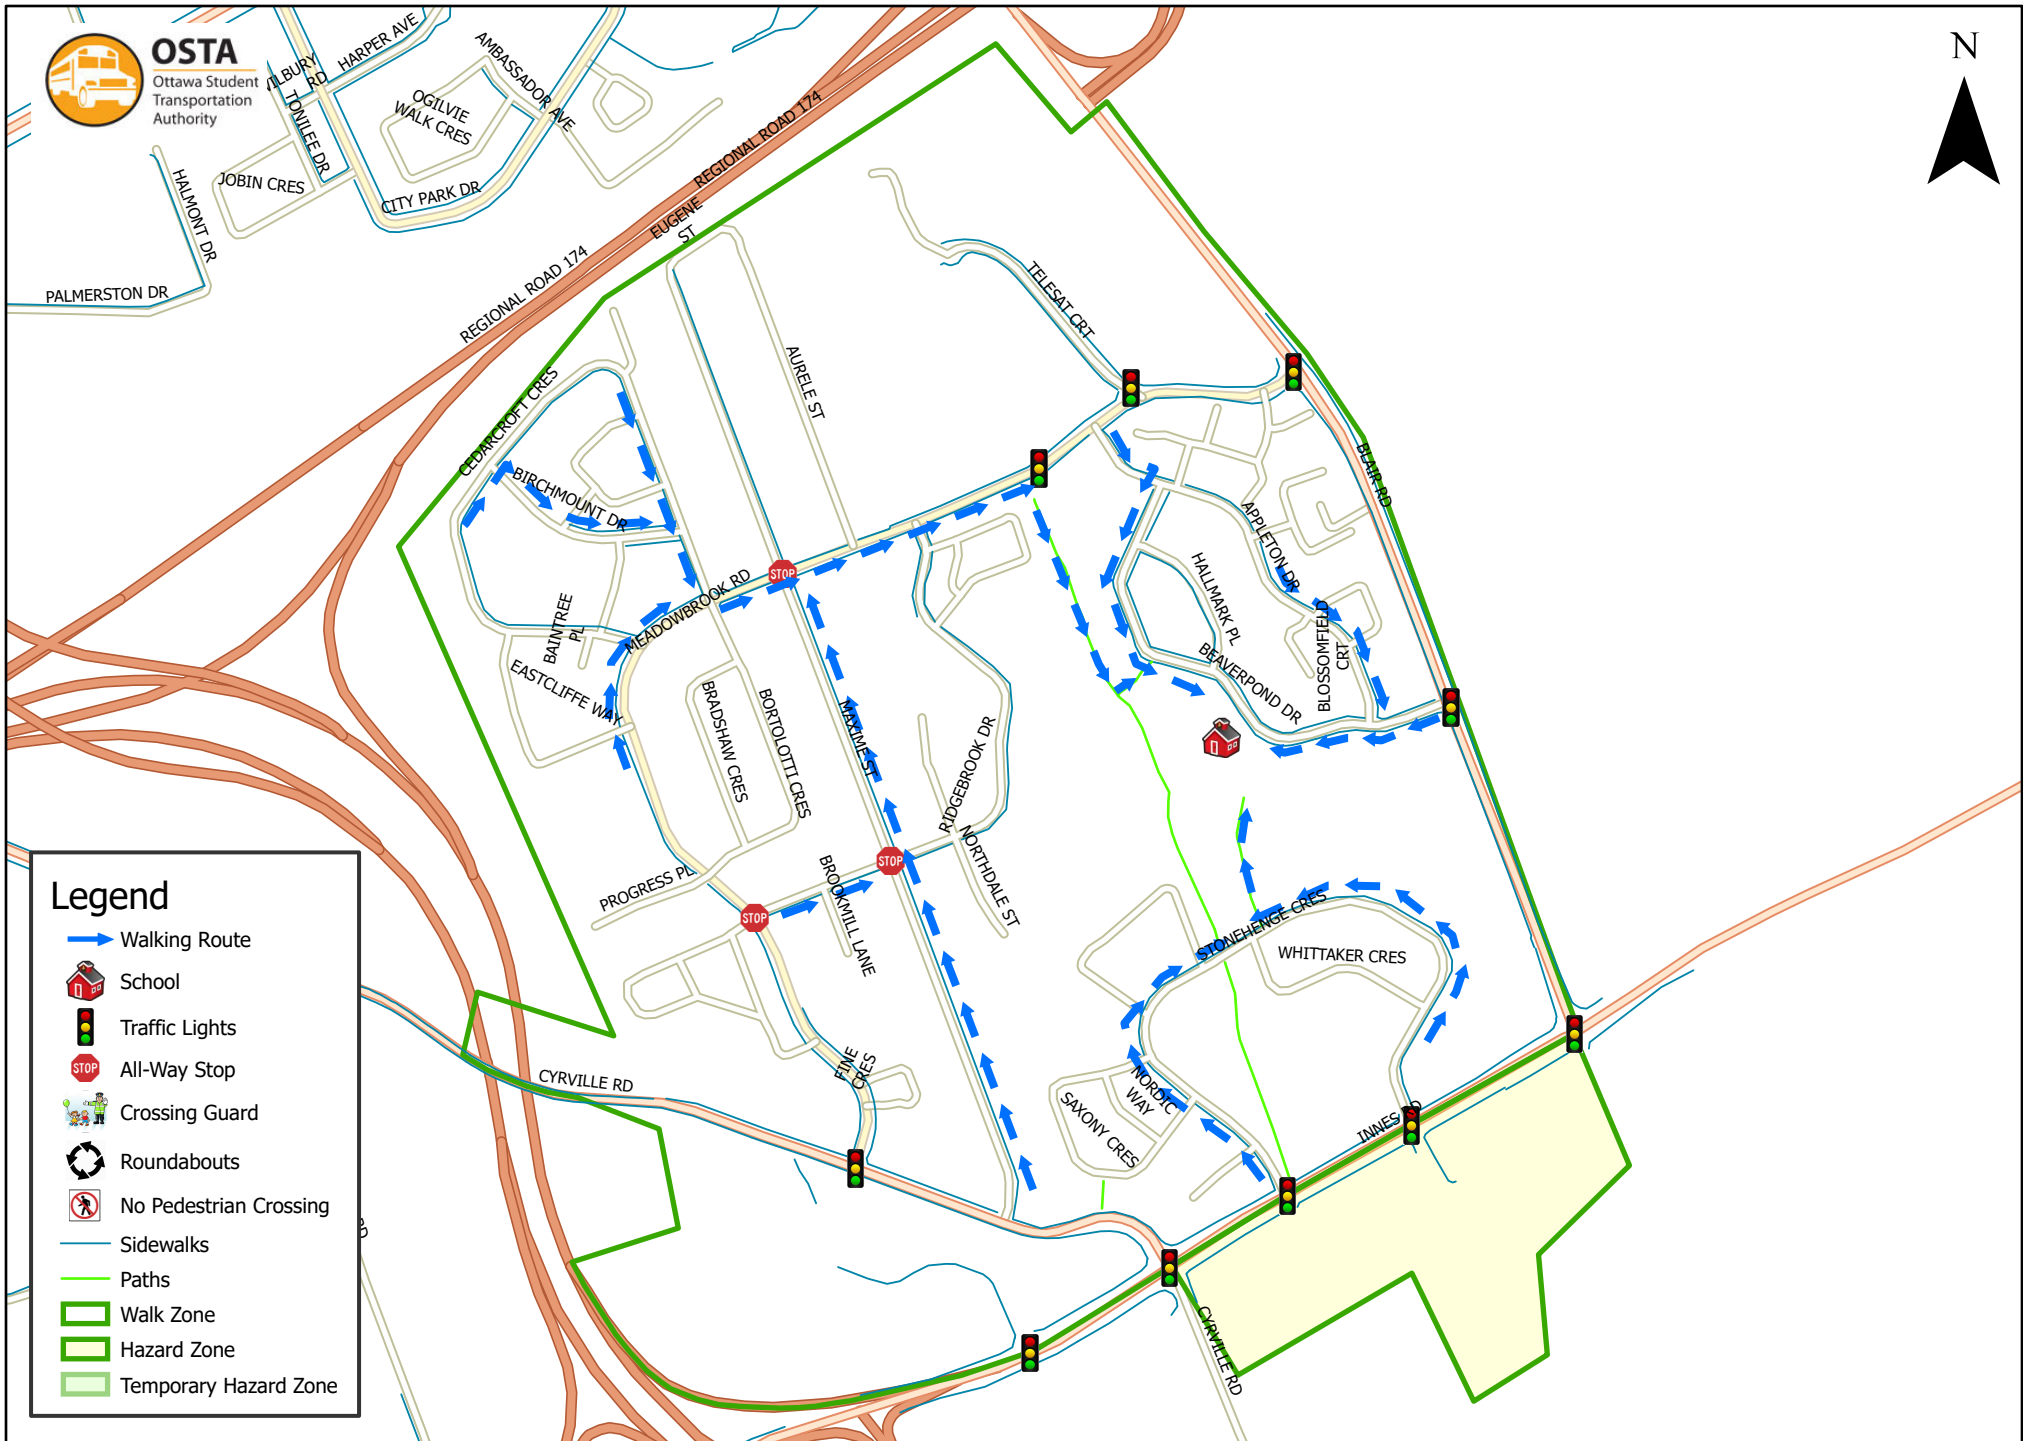 OSTA
Ottawa Student
Transportation
Authority
N
HARPER AVE
RD
TONILEE DR
AMBASSADOR AVE
OGILVIE
WALK CRES
JOBIN CRES
CITY PARK DR
HALMONT DR
PALMERSTON DR
REGIONAL ROAD 174
REGIONAL ROAD 174
EUGENE
ST
TELESAT CRT
AURELE ST
CEDARCROFT CRES
BIRCHMOUNT DR
BLAIR RD
APPLETON DR
HALLMARK PL
BLOSSOMFIELD
CRT
BEAVERPOND DR
STOP
MEADOWBROOK RD
BAINTREE
PL
EASTCLIFFE WAY
BRADSHAW CRES
BORTOLOTTI CRES
MAXIME ST
RIDGEBROOK DR
NORTHDALE ST
STOP
STOP
PROGRESS PL
BROOKMILL LANE
STONEHENGE CRES
WHITTAKER CRES
NORDIC
WAY
SAXONY CRES
FINE
CRES
CYRVILLE RD
CYRVILLE RD
Legend
Walking Route
School
Traffic Lights
STOP
All-Way Stop
Crossing Guard
Roundabouts
No Pedestrian Crossing
Sidewalks
Paths
Walk Zone
Hazard Zone
Temporary Hazard Zone
INNES